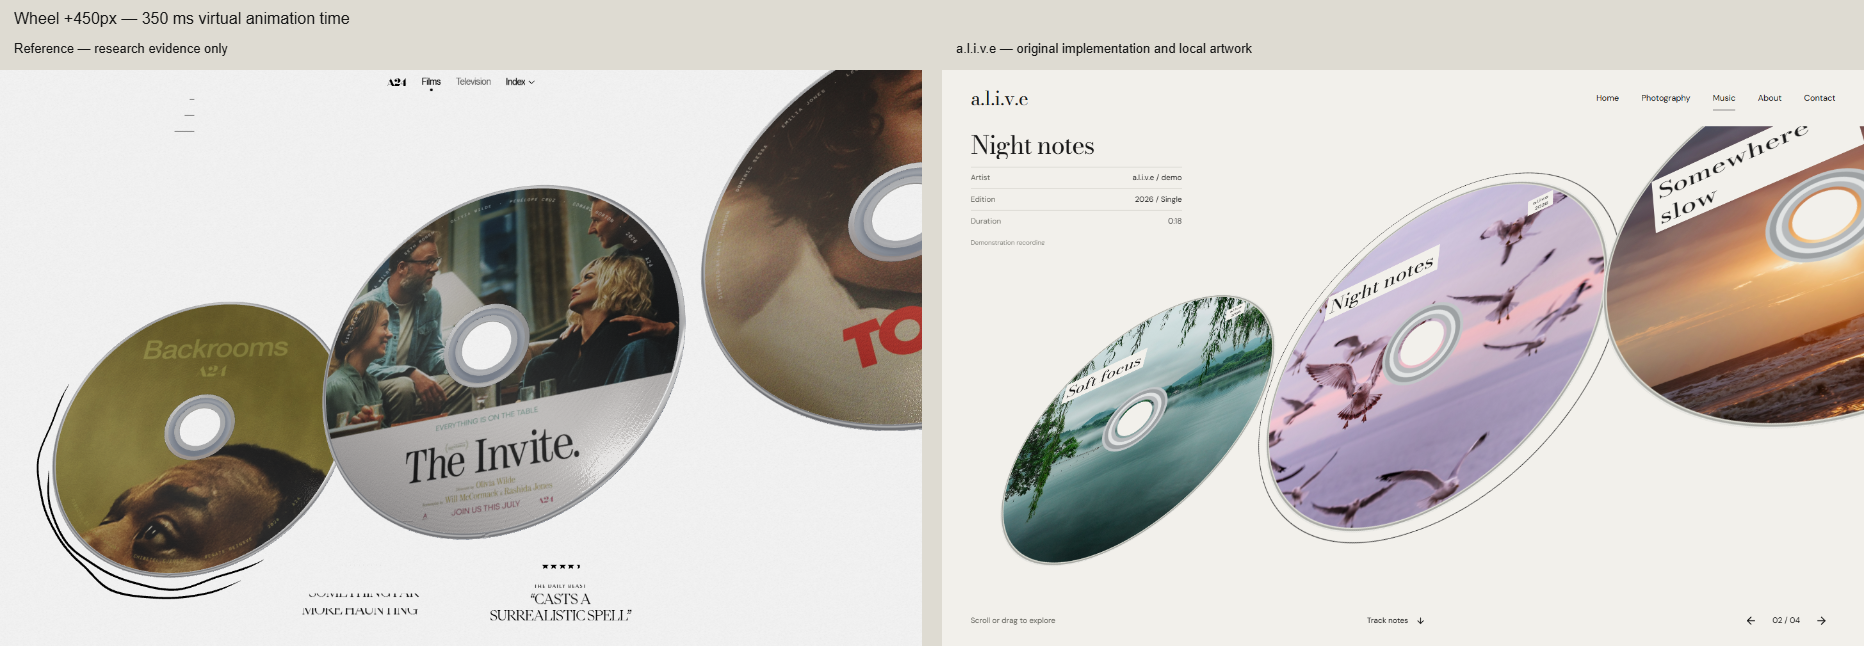 Wheel +450px — 350 ms virtual animation time
Reference — research evidence only
a.l.i.v.e — original implementation and local artwork
A24 Films Television Index
Backrooms
A24
EVERYTHING IS ON THE TABLE
The Invite.
Olivia Wilde
Will McCormack & Rashida Jones
JOIN US THIS JULY A24
TO
MORE HAUNTING
THE DAILY BEAST
“CASTS A
SURREALISTIC SPELL”
a.l.i.v.e
Home Photography Music About Contact
Night notes
Artist a.l.i.v.e / demo
Edition 2026 / Single
Duration 0:18
Demonstration recording
Soft focus
Night notes
Somewhere
slow
Scroll or drag to explore
Track notes
02 / 04